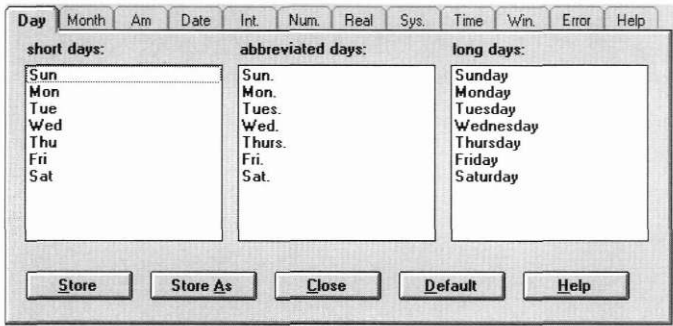 Day Month Am Date Int. Num. Real Sys. Time Win. Error Help
short days: abbreviated days: long days:
Sun Sun. Sunday
Mon Mon. Monday
Tue Tues. Tuesday
Wed Wed. Wednesday
Thu Thurs. Thursday
Fri Fri. Friday
Sat Sat. Saturday
Store Store As Close Default Help